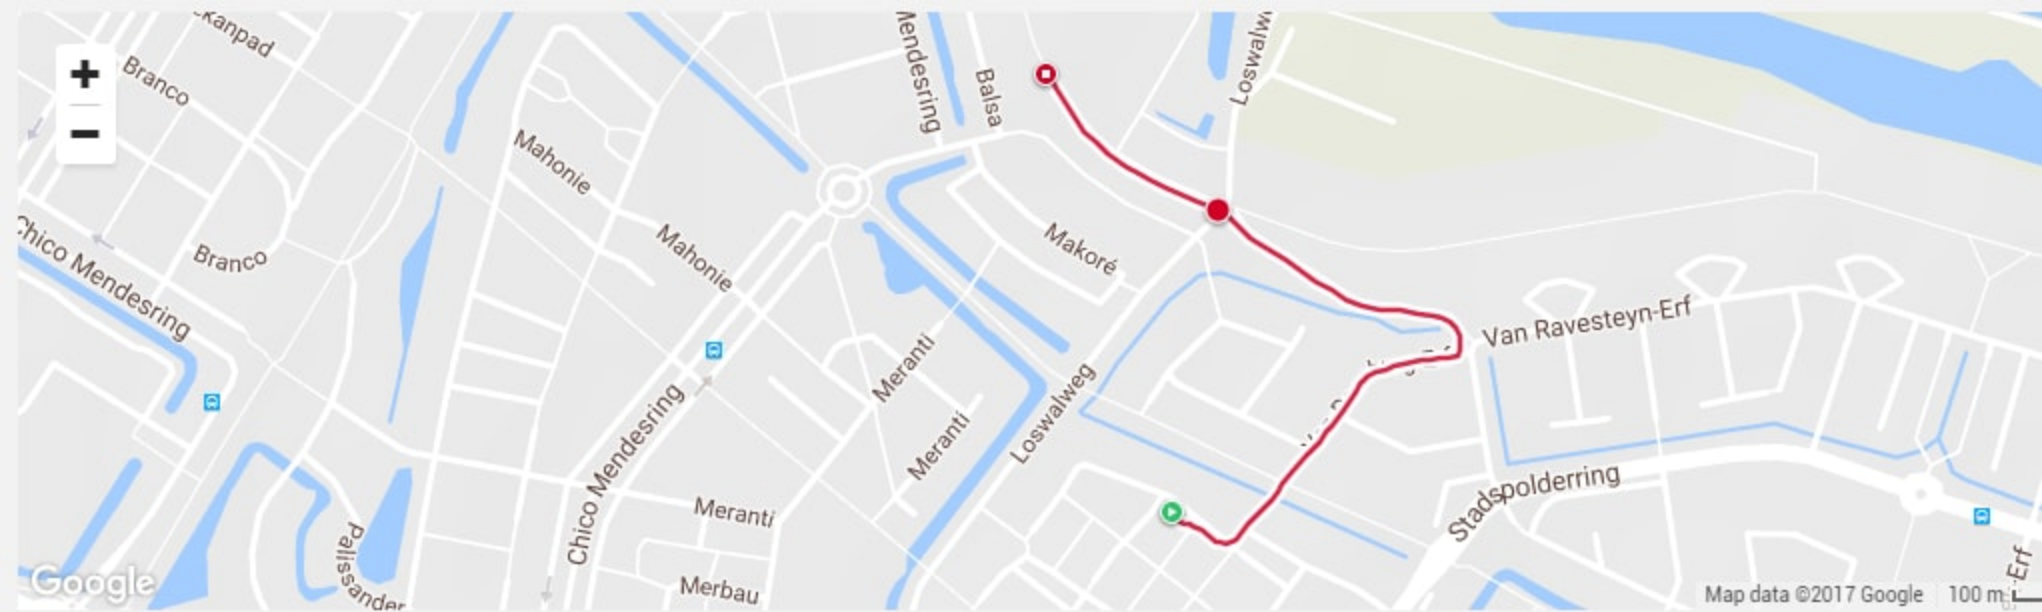 Branco
Mendesring
Balsa
Mahonie
Mahonie
Makoré
Branco
Chico Mendesring
Meranti
Meranti
Loswalweg
Van Ravesteyn-Erf
Chico Mendesring
Stadspolderring
Meranti
Palissander
Merbau
-Erf
Google
Map data ©2017 Google
100 m